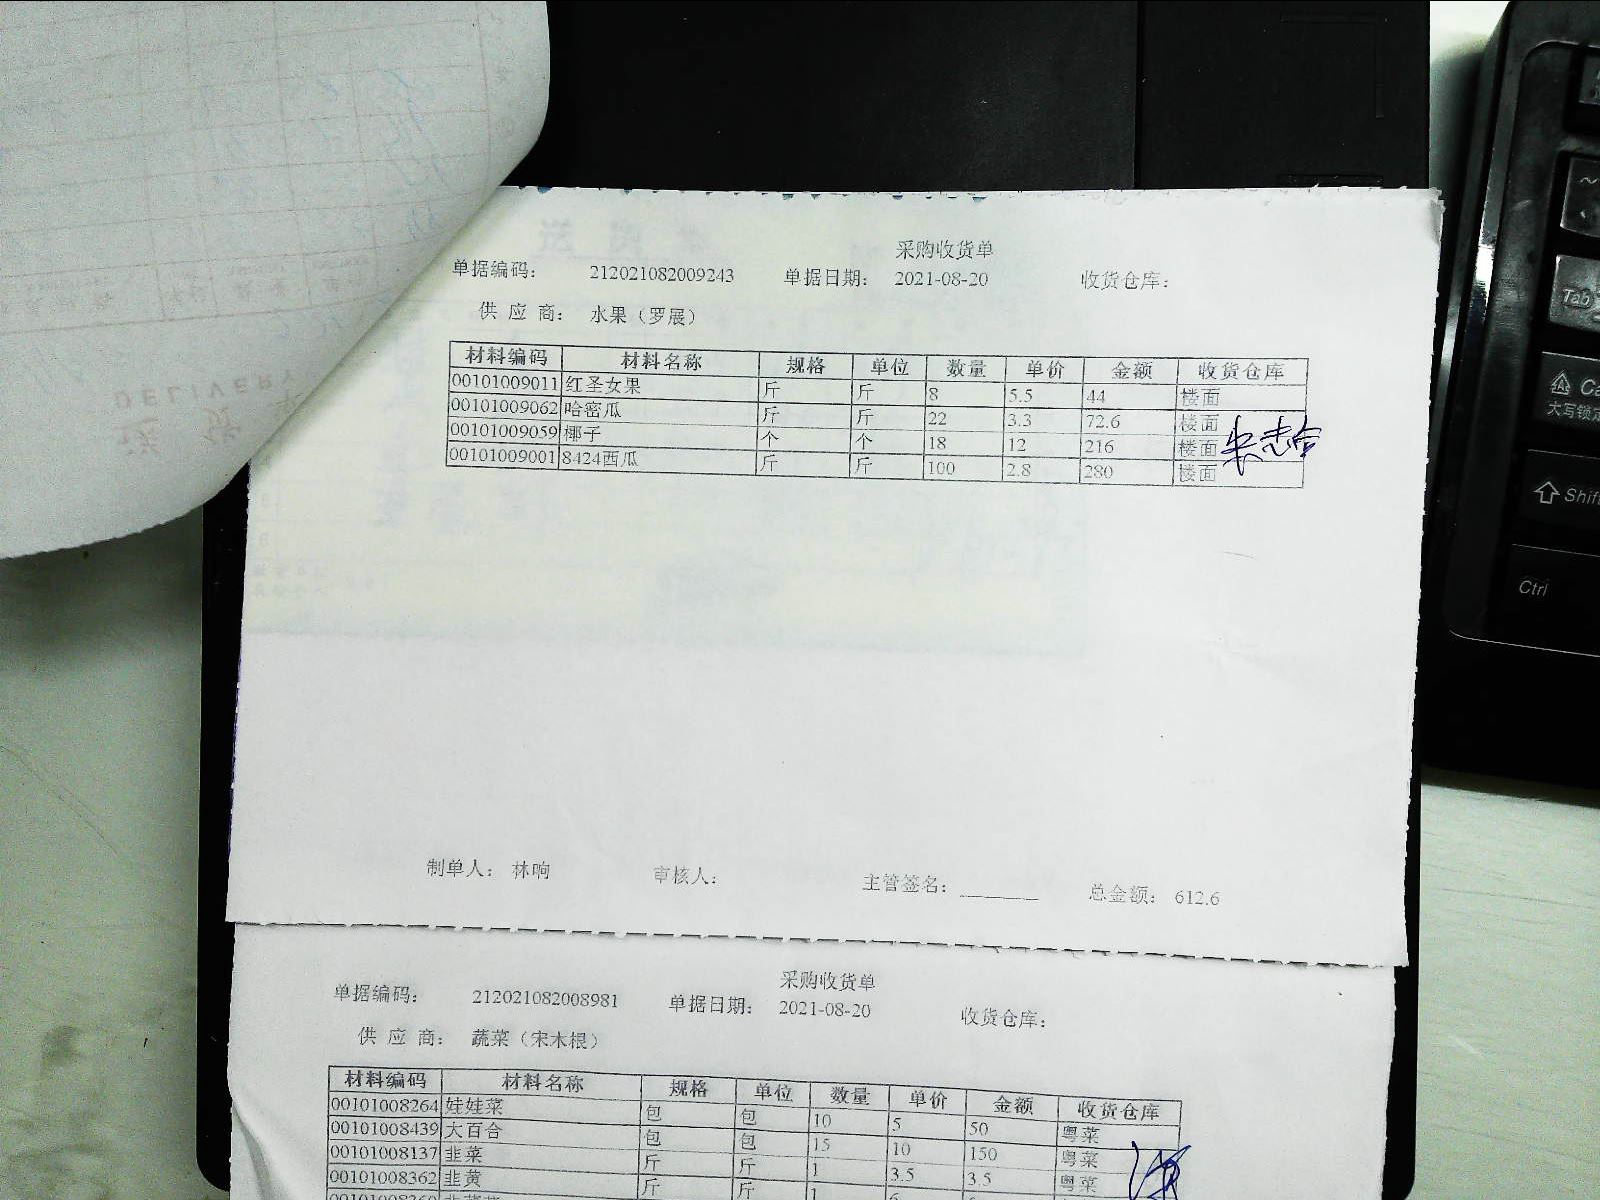 采购收货单
单据编码： 212021082009243 单据日期： 2021-08-20 收货仓库：
供 应 商： 水果（罗展）
材料编码 材料名称 规格 单位 数量 单价 金额 收货仓库
00101009011 红圣女果 斤 斤 8 5.5 44 楼面
00101009062 哈密瓜 斤 斤 22 3.3 72.6 楼面
00101009059 椰子 个 个 18 12 216 楼面
00101009001 8424西瓜 斤 斤 100 2.8 280 楼面
制单人： 林响 审核人： 主管签名： 总金额： 612.6
采购收货单
单据编码： 212021082008981 单据日期： 2021-08-20 收货仓库：
供 应 商： 蔬菜（宋木根）
材料编码 材料名称 规格 单位 数量 单价 金额 收货仓库
00101008264 娃娃菜 包 包 10 5 50 粤菜
00101008439 大百合 包 包 15 10 150 粤菜
00101008137 韭菜 斤 斤 1 3.5 3.5 粤菜
00101008362 韭黄 斤 斤 1
Tab
大写锁定
Shift
Ctrl
DELIVER